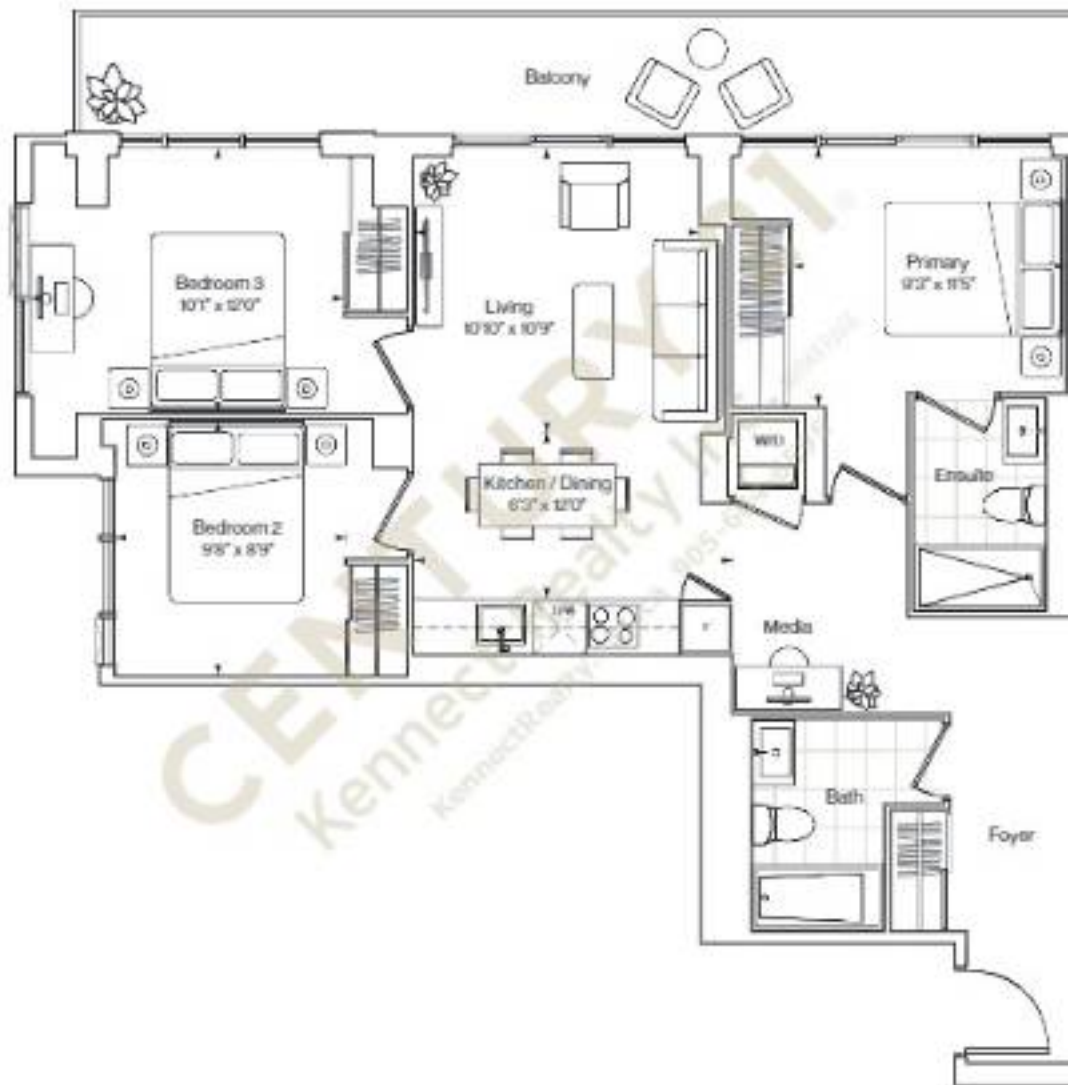 Balcony
Bedroom 3
10'1" x 12'0"
Living
10'10" x 10'9"
Primary
9'3" x 11'5"
W/D
Ensuite
Kitchen / Dining
6'3" x 12'0"
Bedroom 2
9'8" x 8'9"
Media
Bath
Foyer
CENTURY 21®
Kennect Realty
KennectRealty